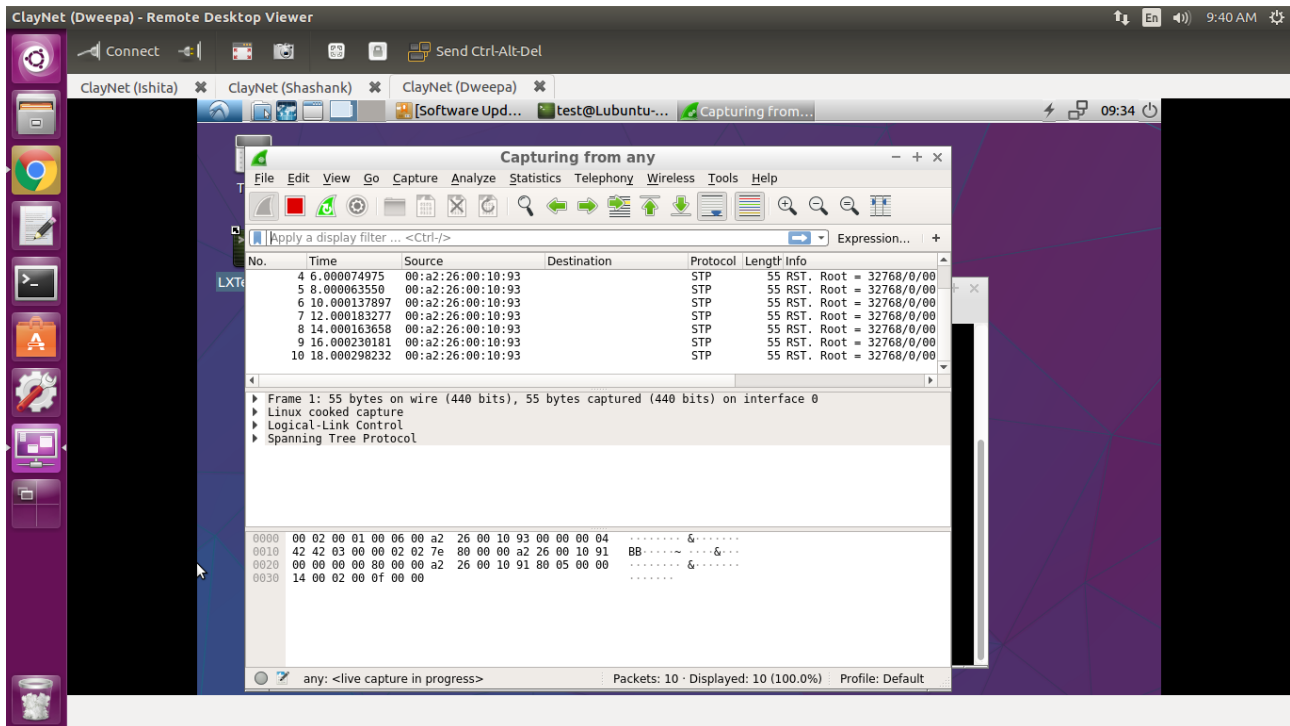 ClayNet (Dweepa) - Remote Desktop Viewer
En
9:40 AM
Connect
Send Ctrl-Alt-Del
ClayNet (Ishita)
ClayNet (Shashank)
ClayNet (Dweepa)
[Software Upd...
test@Lubuntu-...
Capturing from...
09:34
Capturing from any
File Edit View Go Capture Analyze Statistics Telephony Wireless Tools Help
Apply a display filter ... <Ctrl-/>
Expression... +
LXTe
No. Time Source Destination Protocol Length Info
4 6.000074975 00:a2:26:00:10:93 STP 55 RST. Root = 32768/0/00
5 8.000063550 00:a2:26:00:10:93 STP 55 RST. Root = 32768/0/00
6 10.000137897 00:a2:26:00:10:93 STP 55 RST. Root = 32768/0/00
7 12.000183277 00:a2:26:00:10:93 STP 55 RST. Root = 32768/0/00
8 14.000163658 00:a2:26:00:10:93 STP 55 RST. Root = 32768/0/00
9 16.000230181 00:a2:26:00:10:93 STP 55 RST. Root = 32768/0/00
10 18.000298232 00:a2:26:00:10:93 STP 55 RST. Root = 32768/0/00
Frame 1: 55 bytes on wire (440 bits), 55 bytes captured (440 bits) on interface 0
Linux cooked capture
Logical-Link Control
Spanning Tree Protocol
0000 00 02 00 01 00 06 00 a2 26 00 10 93 00 00 00 04 ········ &·······
0010 42 42 03 00 00 02 02 7e 80 00 00 a2 26 00 10 91 BB·····~ ····&···
0020 00 00 00 00 80 00 00 a2 26 00 10 91 80 05 00 00 ········ &·······
0030 14 00 02 00 0f 00 00 ·······
any: <live capture in progress>
Packets: 10 · Displayed: 10 (100.0%)
Profile: Default